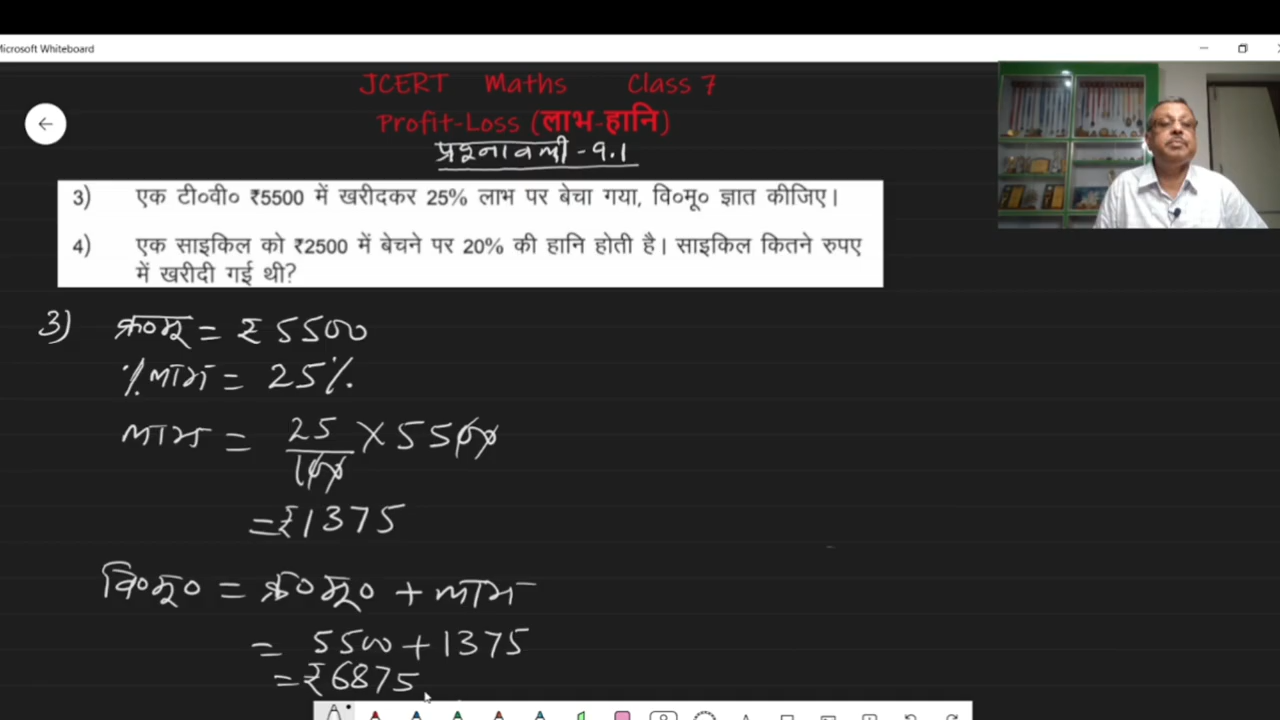 Microsoft Whiteboard
JCERT Maths Class 7
Profit-Loss (लाभ-हानि)
प्रश्नावली-9.1
3) एक टी०वी० ₹5500 में खरीदकर 25% लाभ पर बेचा गया, वि०मू० ज्ञात कीजिए।
4) एक साइकिल को ₹2500 में बेचने पर 20% की हानि होती है। साइकिल कितने रुपए
में खरीदी गई थी?
3) क्र०मू = ₹5500
%लाभ = 25%
लाभ = 25/100 × 5500
= ₹1375
वि०मू० = क्र०मू० + लाभ
= 5500 + 1375
= ₹6875